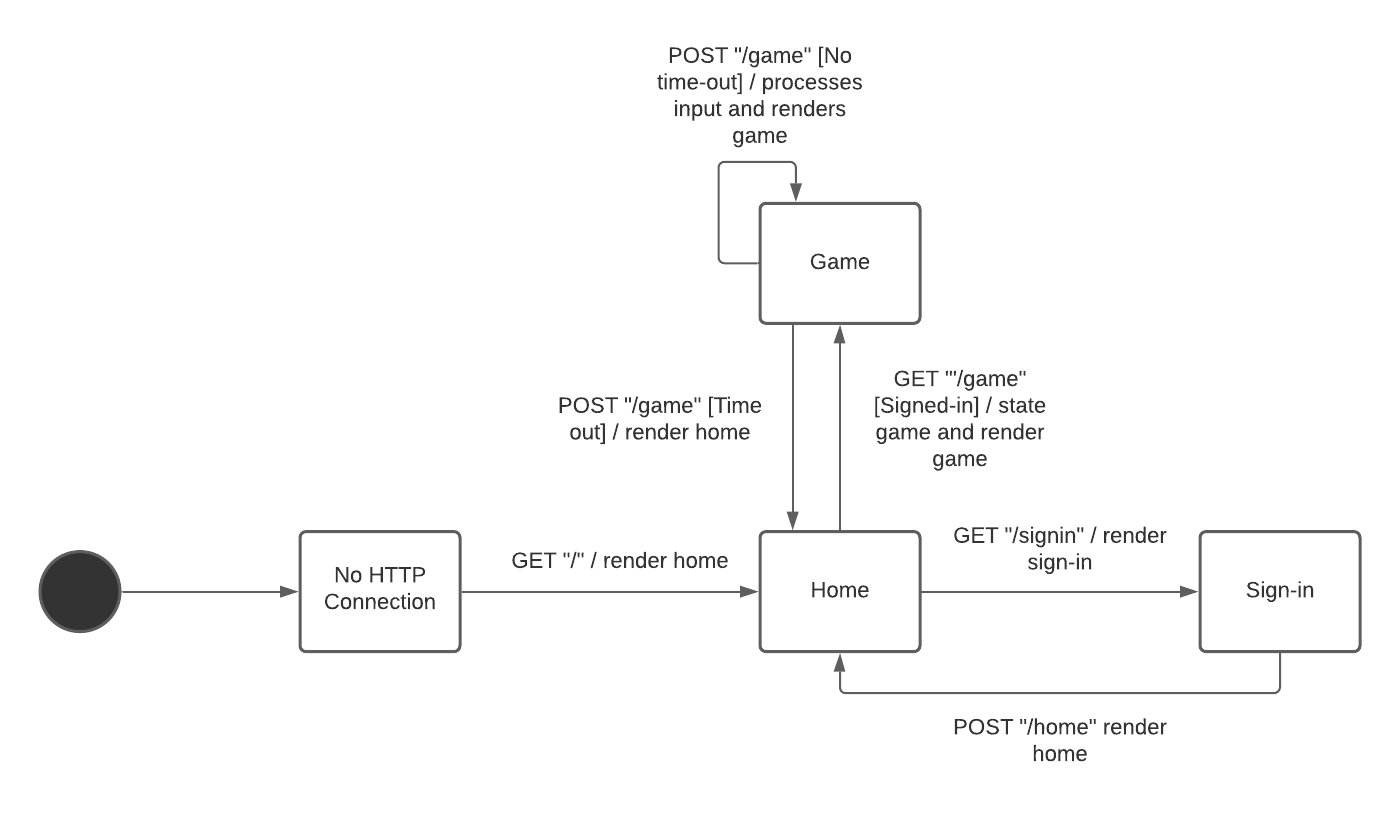 POST "/game" [No
time-out] / processes
input and renders
game
Game
POST "/game" [Time
out] / render home
GET "'/game"
[Signed-in] / state
game and render
game
No HTTP
Connection
GET "/" / render home
Home
GET "/signin" / render
sign-in
Sign-in
POST "/home" render
home